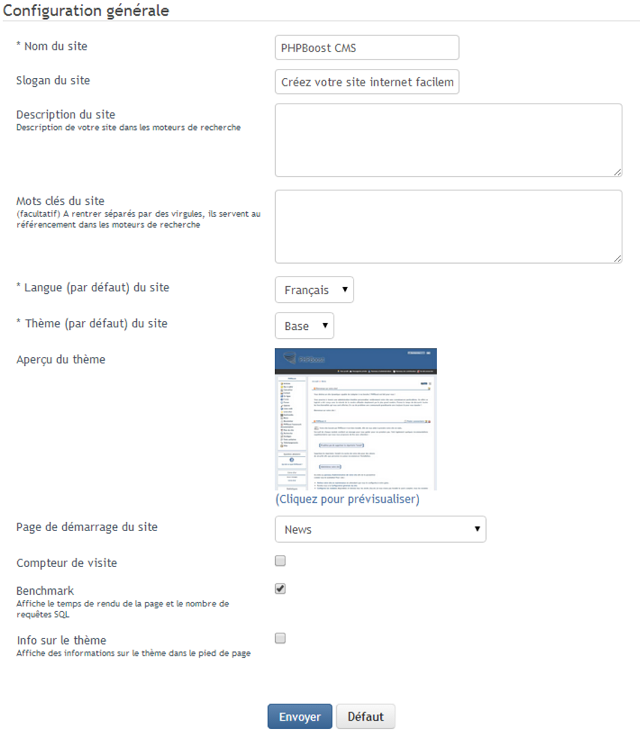 Configuration générale
* Nom du site
PHPBoost CMS
Slogan du site
Créez votre site internet facilem
Description du site
Description de votre site dans les moteurs de recherche
Mots clés du site
(facultatif) A rentrer séparés par des virgules, ils servent au
référencement dans les moteurs de recherche
* Langue (par défaut) du site
Français
* Thème (par défaut) du site
Base
Aperçu du thème
(Cliquez pour prévisualiser)
Page de démarrage du site
News
Compteur de visite
Benchmark
Affiche le temps de rendu de la page et le nombre de
requêtes SQL
Info sur le thème
Affiche des informations sur le thème dans le pied de page
Envoyer
Défaut